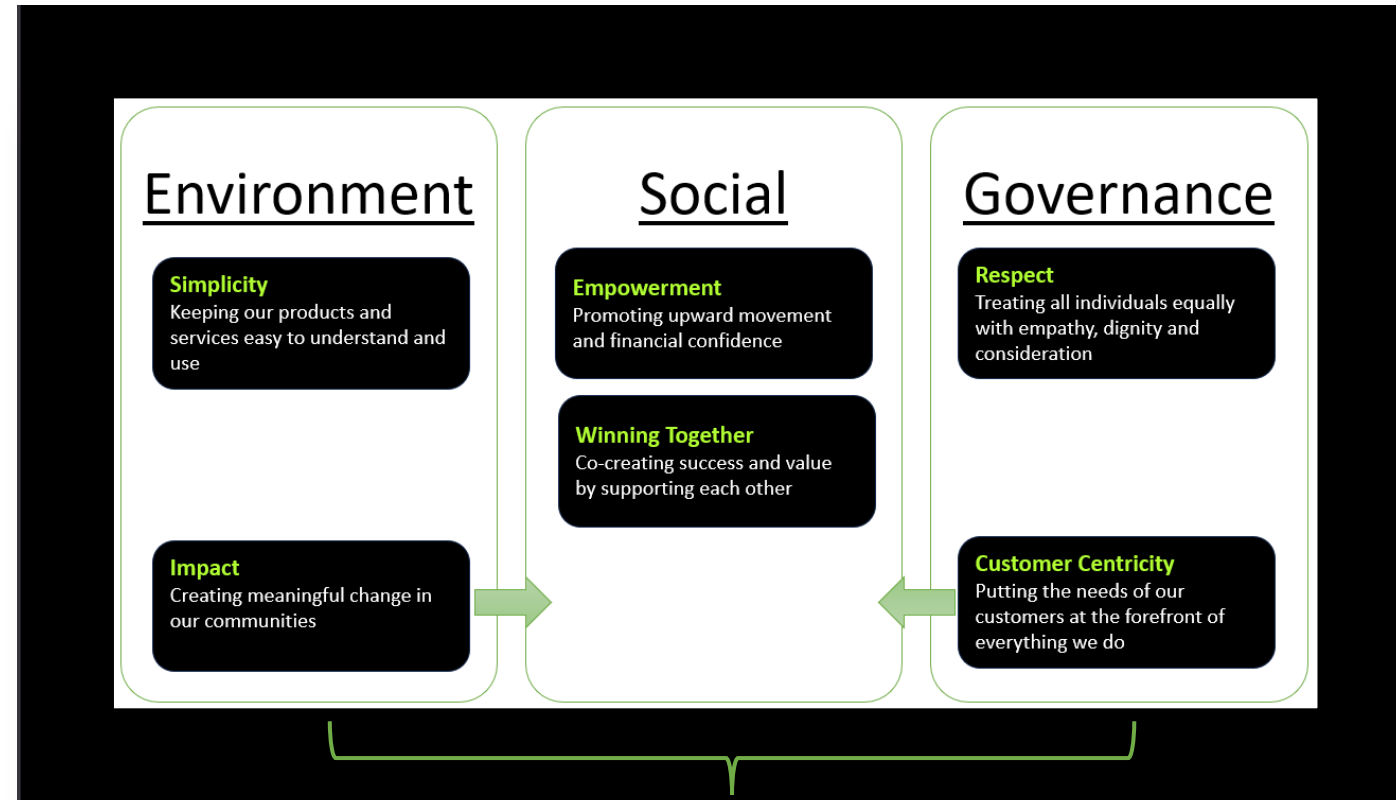 Environment
Simplicity
Keeping our products and
services easy to understand and
use
Impact
Creating meaningful change in
our communities
Social
Empowerment
Promoting upward movement
and financial confidence
Winning Together
Co-creating success and value
by supporting each other
Governance
Respect
Treating all individuals equally
with empathy, dignity and
consideration
Customer Centricity
Putting the needs of our
customers at the forefront of
everything we do